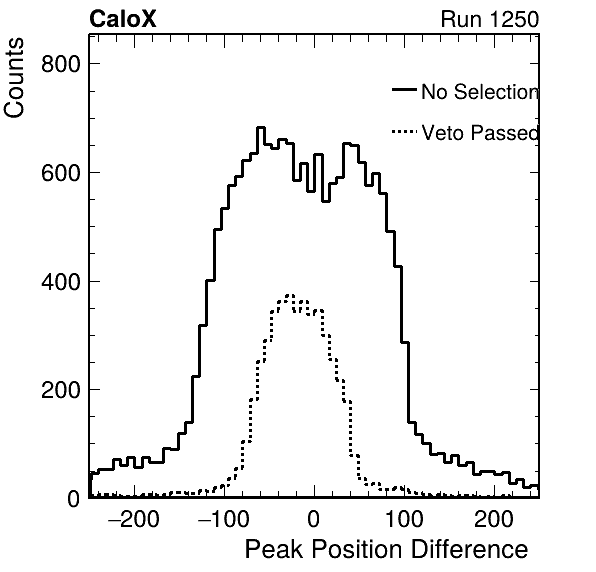 CaloX Run 1250
Counts
800
No Selection
Veto Passed
600
400
200
0
−200 −100 0 100 200
Peak Position Difference